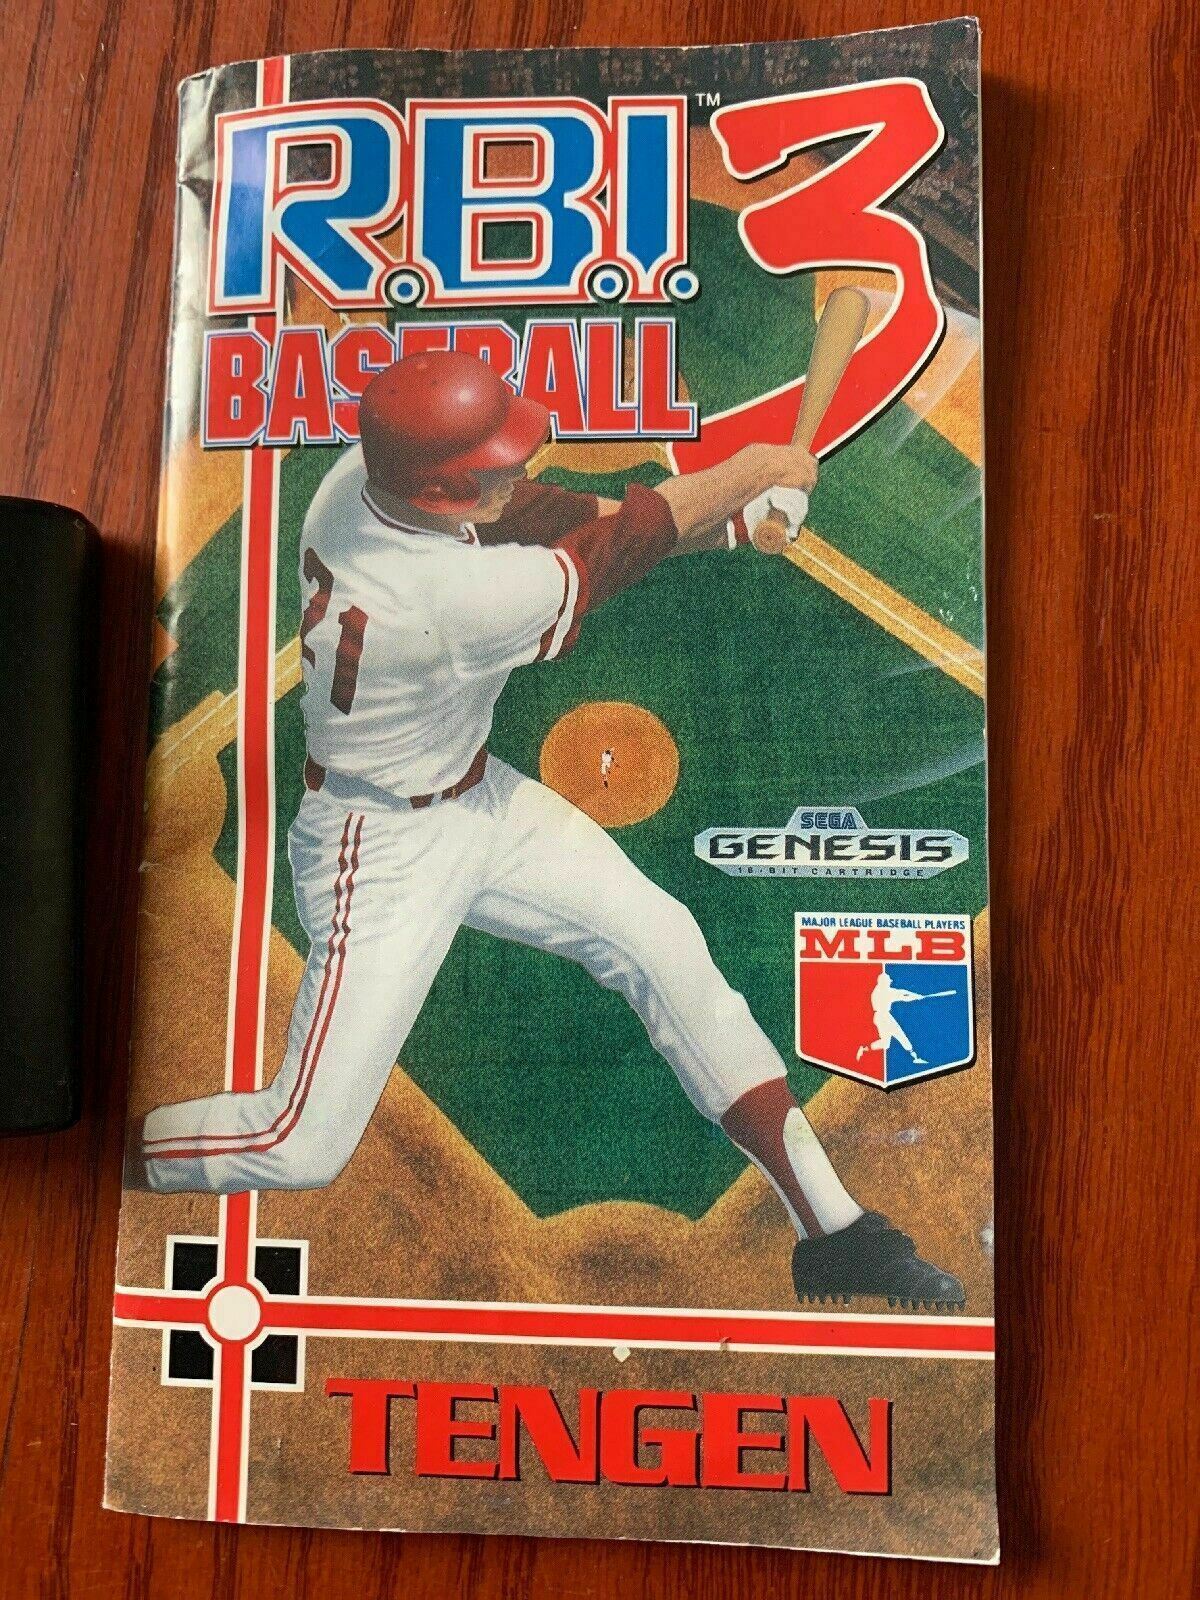 R.B.I.™ 3
BASEBALL
21
SEGA
GENESIS
16-BIT CARTRIDGE
MAJOR LEAGUE BASEBALL PLAYERS
MLB
TENGEN